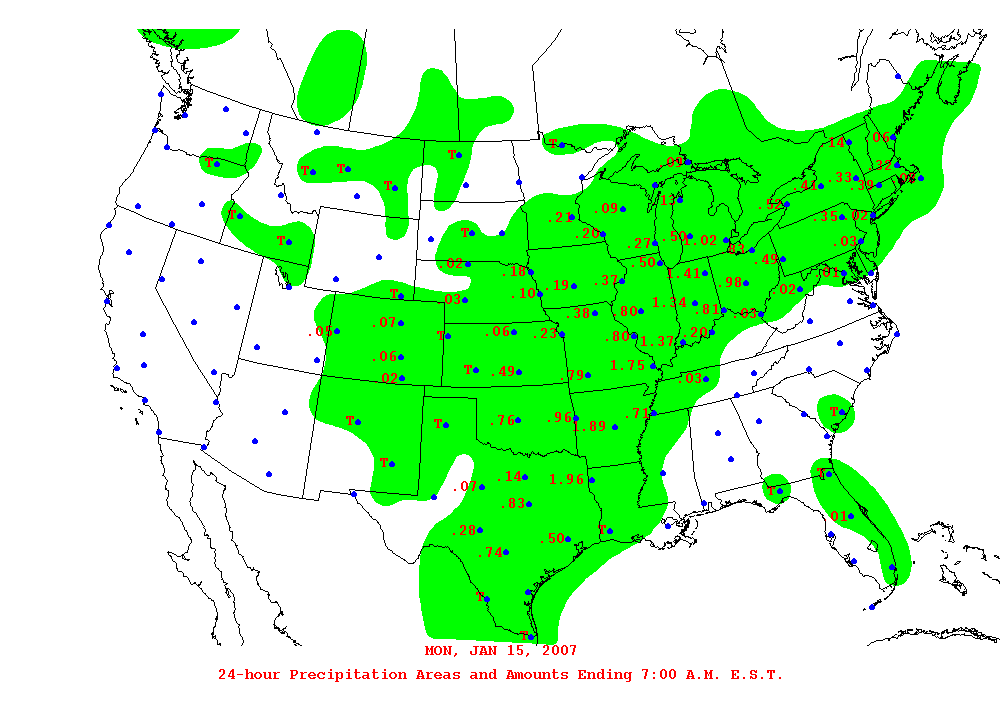 .14 .06
T .09 .32
T T T .33 .39 .04
T .41
.13
T .21 .09 .52 .35 .02
T .20 .50 1.02 .03
T .27 .83
.02 .50 .49
.18 1.41 .01
.19 .37 .98 .02
T .03 .10 1.34
.38 .80 .81 .03
.07
.05 T .06 .23 .80 .20
1.37
.06 1.75
.02 T .49 .79 .03
T T .76 .96 .71 T
1.89
T .14 1.96 T
.07 T
.83 .01
.28 .50 T
.74
T
T
MON, JAN 15, 2007
24-hour Precipitation Areas and Amounts Ending 7:00 A.M. E.S.T.